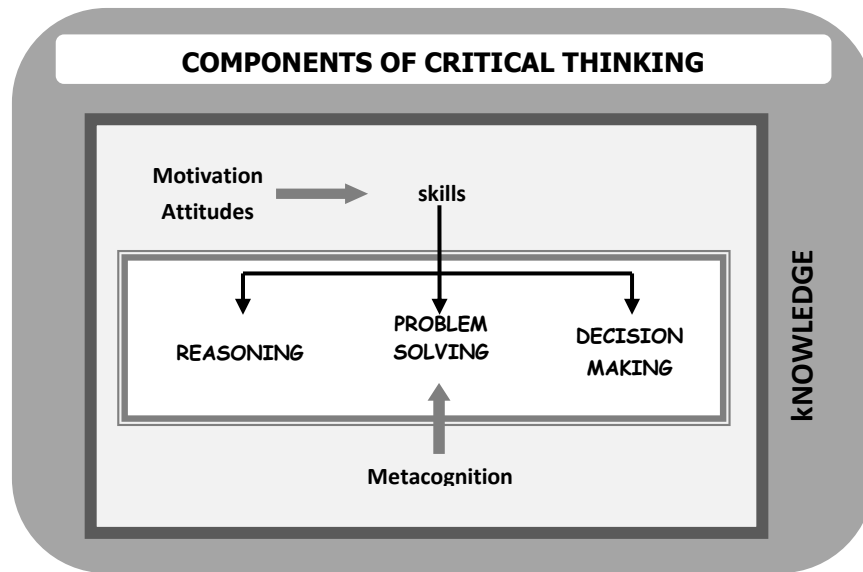 COMPONENTS OF CRITICAL THINKING
Motivation
Attitudes
skills
REASONING
PROBLEM
SOLVING
DECISION
MAKING
Metacognition
kNOWLEDGE